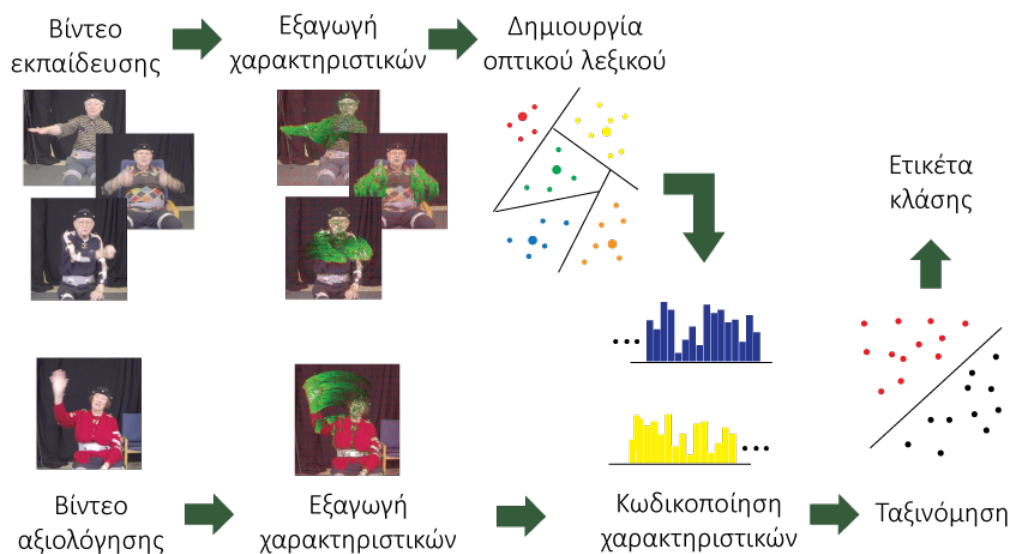 Βίντεο
εκπαίδευσης
Εξαγωγή
χαρακτηριστικών
Δημιουργία
οπτικού λεξικού
Ετικέτα
κλάσης
Βίντεο
αξιολόγησης
Εξαγωγή
χαρακτηριστικών
Κωδικοποίηση
χαρακτηριστικών
Ταξινόμηση